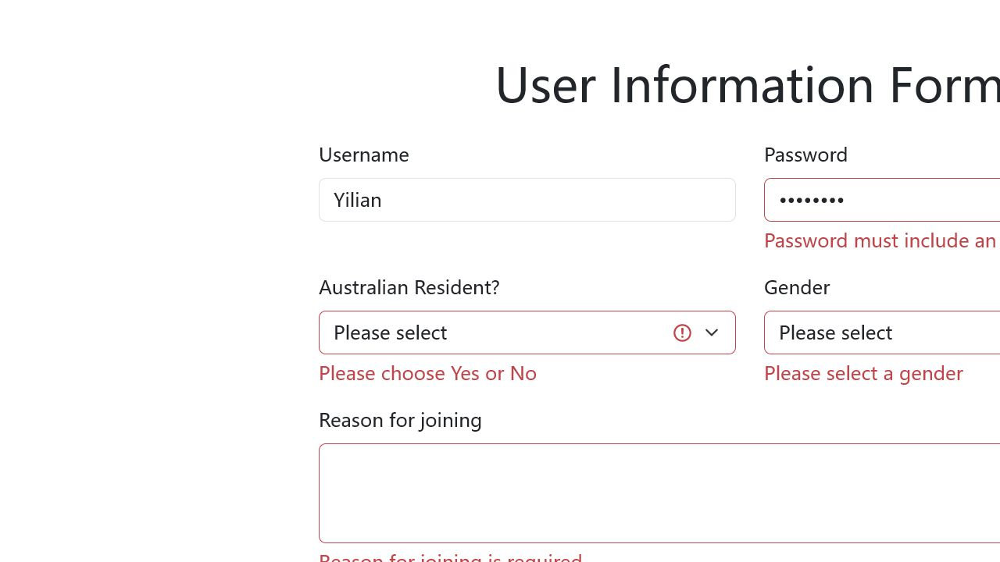 User Information Form
Username
Password
Yilian
••••••••
Password must include an
Australian Resident?
Gender
Please select
Please select
Please choose Yes or No
Please select a gender
Reason for joining
Reason for joining is required